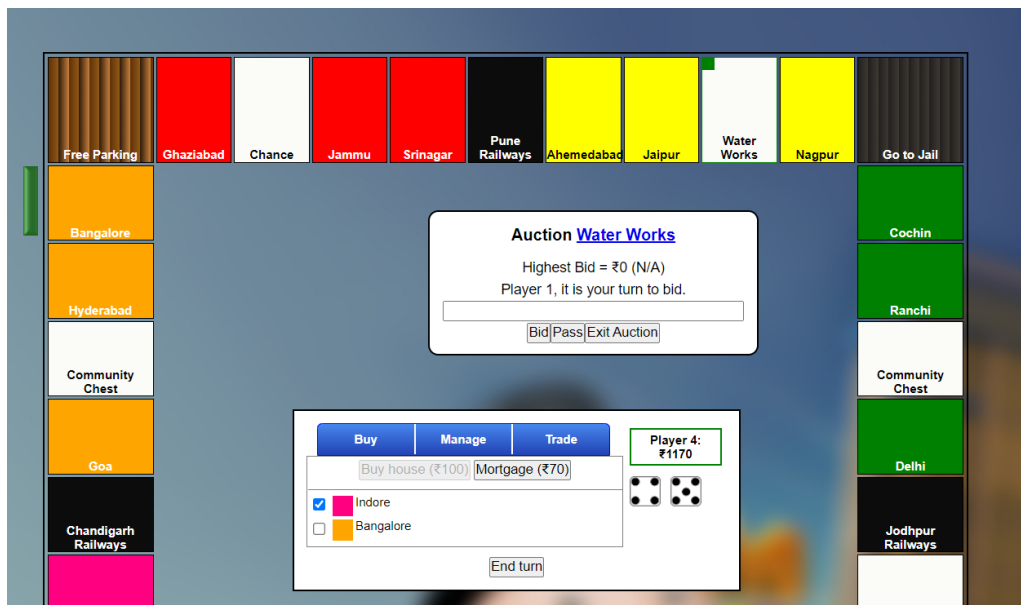 Free Parking
Ghaziabad
Chance
Jammu
Srinagar
Pune
Railways
Ahemedabad
Jaipur
Water
Works
Nagpur
Go to Jail
Bangalore
Hyderabad
Community
Chest
Goa
Chandigarh
Railways
Auction Water Works
Highest Bid = ₹0 (N/A)
Player 1, it is your turn to bid.
Bid Pass Exit Auction
Buy Manage Trade
Buy house (₹100) Mortgage (₹70)
Indore
Bangalore
Player 4:
₹1170
End turn
Cochin
Ranchi
Community
Chest
Delhi
Jodhpur
Railways